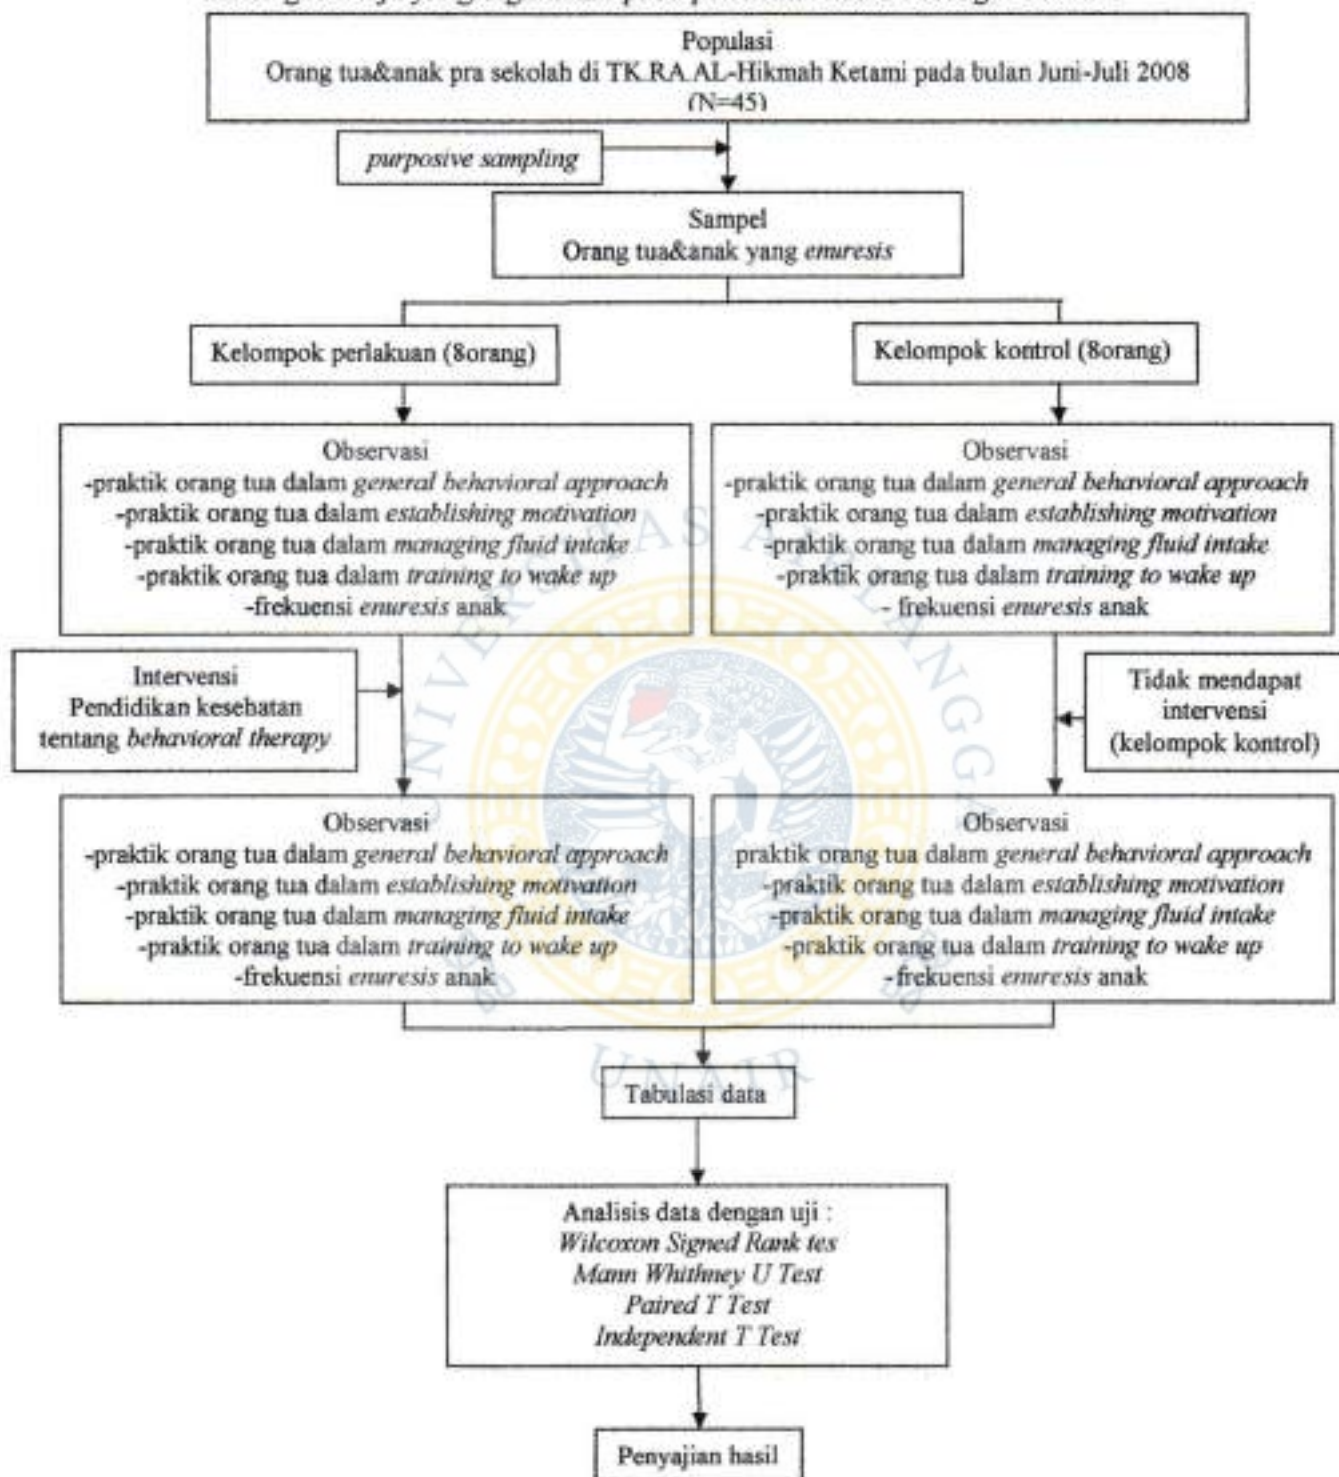 Populasi
Orang tua&anak pra sekolah di TK.RA.AL-Hikmah Ketami pada bulan Juni-Juli 2008
(N=45)
purposive sampling
Sampel
Orang tua&anak yang enuresis
Kelompok perlakuan (8orang)
Kelompok kontrol (8orang)
Observasi
-praktik orang tua dalam general behavioral approach
-praktik orang tua dalam establishing motivation
-praktik orang tua dalam managing fluid intake
-praktik orang tua dalam training to wake up
-frekuensi enuresis anak
Observasi
-praktik orang tua dalam general behavioral approach
-praktik orang tua dalam establishing motivation
-praktik orang tua dalam managing fluid intake
-praktik orang tua dalam training to wake up
- frekuensi enuresis anak
Intervensi
Pendidikan kesehatan
tentang behavioral therapy
Tidak mendapat
intervensi
(kelompok kontrol)
Observasi
-praktik orang tua dalam general behavioral approach
-praktik orang tua dalam establishing motivation
-praktik orang tua dalam managing fluid intake
-praktik orang tua dalam training to wake up
-frekuensi enuresis anak
Observasi
praktik orang tua dalam general behavioral approach
-praktik orang tua dalam establishing motivation
-praktik orang tua dalam managing fluid intake
-praktik orang tua dalam training to wake up
-frekuensi enuresis anak
UNIVERSITAS AIRLANGGA
UNAIR
Tabulasi data
Analisis data dengan uji :
Wilcoxon Signed Rank tes
Mann Whithney U Test
Paired T Test
Independent T Test
Penyajian hasil